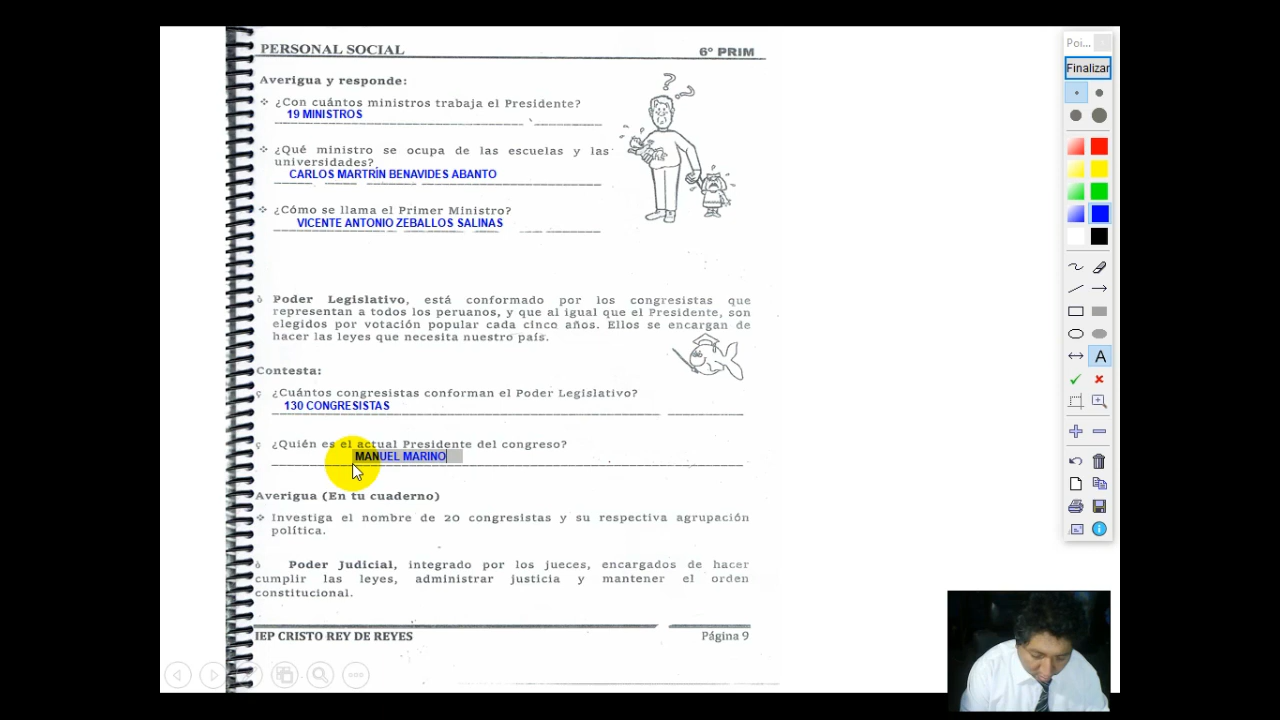 PERSONAL SOCIAL
6º PRIM
Averigua y responde:
¿Con cuántos ministros trabaja el Presidente?
19 MINISTROS
¿Qué ministro se ocupa de las escuelas y las
universidades?
CARLOS MARTRÍN BENAVIDES ABANTO
¿Cómo se llama el Primer Ministro?
VICENTE ANTONIO ZEBALLOS SALINAS
Poder Legislativo, está conformado por los congresistas que
representan a todos los peruanos, y que al igual que el Presidente, son
elegidos por votación popular cada cinco años. Ellos se encargan de
hacer las leyes que necesita nuestro país.
Contesta:
¿Cuántos congresistas conforman el Poder Legislativo?
130 CONGRESISTAS
¿Quién es el actual Presidente del congreso?
MANUEL MARINO
Averigua (En tu cuaderno)
Investiga el nombre de 20 congresistas y su respectiva agrupación
política.
Poder Judicial, integrado por los jueces, encargados de hacer
cumplir las leyes, administrar justicia y mantener el orden
constitucional.
IEP CRISTO REY DE REYES
Página 9
Poi...
Finalizar
A